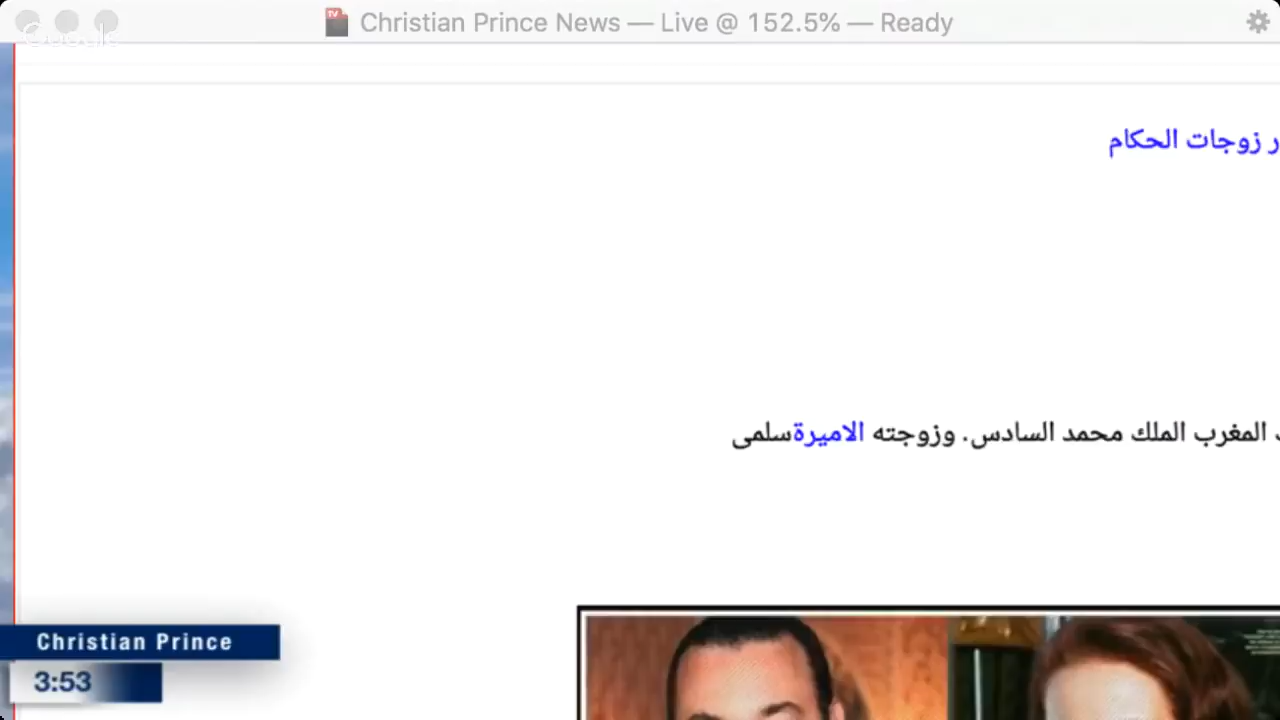 Christian Prince News — Live @ 152.5% — Ready
Google
زوجات الحكام
المغرب الملك محمد السادس. وزوجته الاميرةسلمى
Christian Prince
3:53